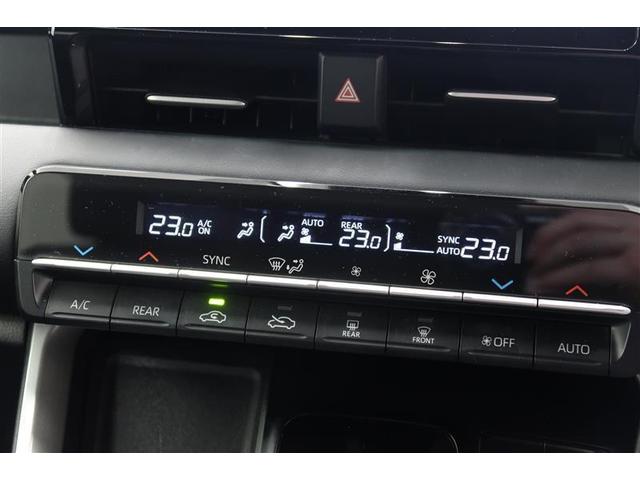 23.0 A/C ON AUTO REAR 23.0 SYNC AUTO 23.0
SYNC
A/C REAR REAR FRONT OFF AUTO